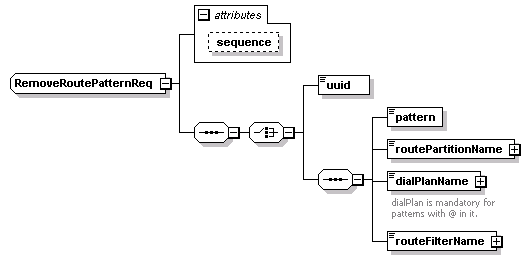 attributes
sequence
RemoveRoutePatternReq
uuid
pattern
routePartitionName
dialPlanName
dialPlan is mandatory for
patterns with @ in it.
routeFilterName